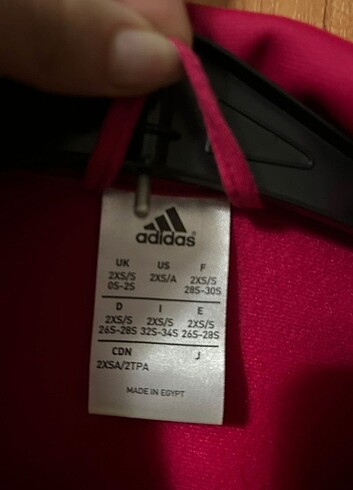 adidas
UK US F
2XS/S 2XS/A 2XS/S
0S-2S 28S-30S
D I E
2XS/S 2XS/S 2XS/S
26S-28S 32S-34S 26S-28S
CDN J
2XSA/2TPA
MADE IN EGYPT